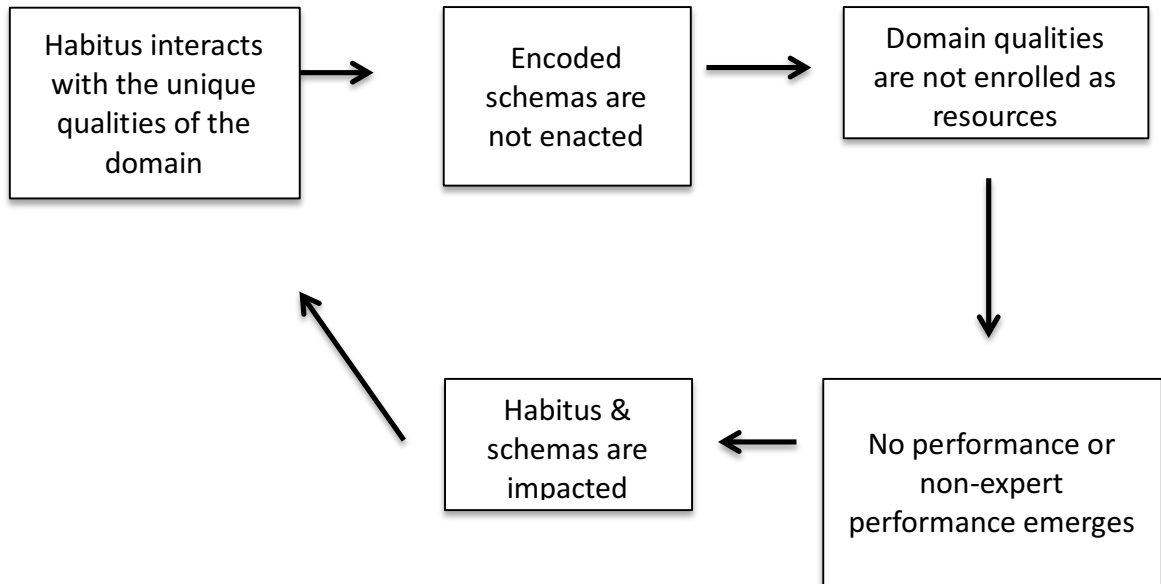 Habitus interacts
with the unique
qualities of the
domain
Encoded
schemas are
not enacted
Domain qualities
are not enrolled as
resources
No performance or
non-expert
performance emerges
Habitus &
schemas are
impacted